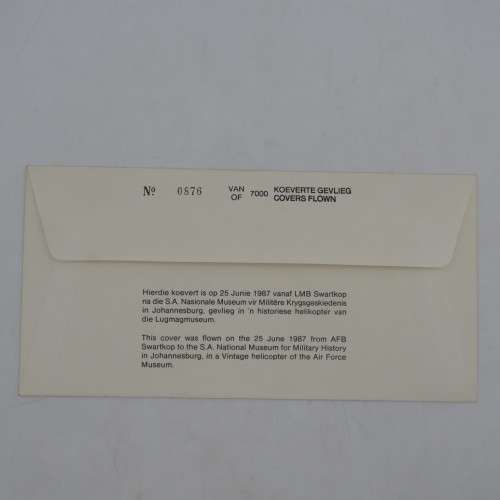 No 0876 VAN OF 7000 KOEVERTE GEVLIEG COVERS FLOWN
Hierdie koevert is op 25 Junie 1987 vanaf LMB Swartkop
na die S.A. Nasionale Museum vir Militêre Krygsgeskiedenis
in Johannesburg, gevlieg in 'n historiese helikopter van
die Lugmagmuseum.
This cover was flown on the 25 June 1987 from AFB
Swartkop to the S.A. National Museum for Military History
in Johannesburg, in a Vintage helicopter of the Air Force
Museum.